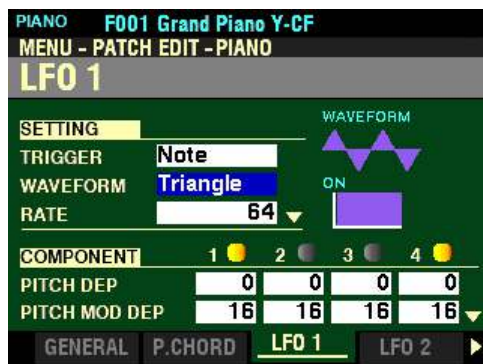 PIANO F001 Grand Piano Y-CF
MENU - PATCH EDIT - PIANO
LFO 1
WAVEFORM
SETTING
TRIGGER Note
WAVEFORM Triangle ON
RATE 64
COMPONENT 1 2 3 4
PITCH DEP 0 0 0 0
PITCH MOD DEP 16 16 16 16
GENERAL P.CHORD LFO 1 LFO 2